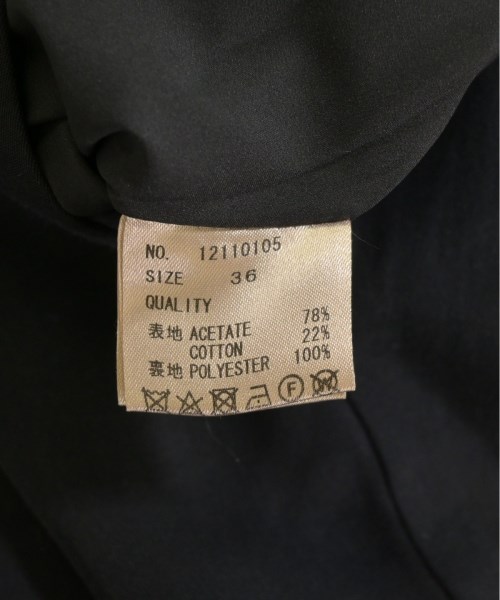 NO. 12110105
SIZE 36
QUALITY
表地 ACETATE 78%
COTTON 22%
裏地 POLYESTER 100%
F W